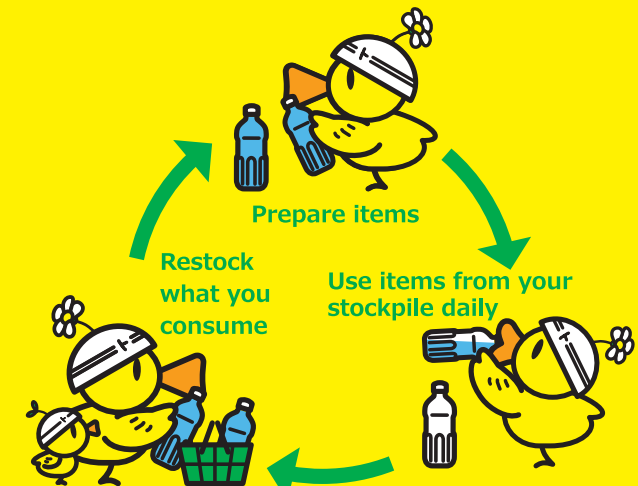 Prepare items
Use items from your
stockpile daily
Restock
what you
consume